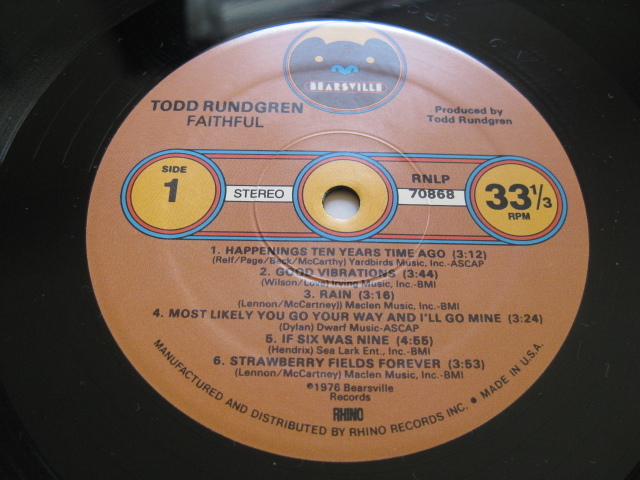 BEARSVILLE
TODD RUNDGREN
FAITHFUL
Produced by
Todd Rundgren
SIDE
1
STEREO
RNLP
70868
33 1/3
RPM
1. HAPPENINGS TEN YEARS TIME AGO (3:12)
(Relf/Page/Beck/McCarthy) Yardbirds Music, Inc.-ASCAP
2. GOOD VIBRATIONS (3:44)
(Wilson/Love) Irving Music, Inc.-BMI
3. RAIN (3:16)
(Lennon/McCartney)) Maclen Music, Inc.-BMI
4. MOST LIKELY YOU GO YOUR WAY AND I'LL GO MINE (3:24)
(Dylan) Dwarf Music-ASCAP
5. IF SIX WAS NINE (4:55)
(Hendrix) Sea Lark Ent., Inc.-BMI
6. STRAWBERRY FIELDS FOREVER (3:53)
(Lennon/McCartney) Maclen Music, Inc.-BMI
℗1976 Bearsville
Records
RHINO
MANUFACTURED AND DISTRIBUTED BY RHINO RECORDS INC. ● MADE IN U.S.A.